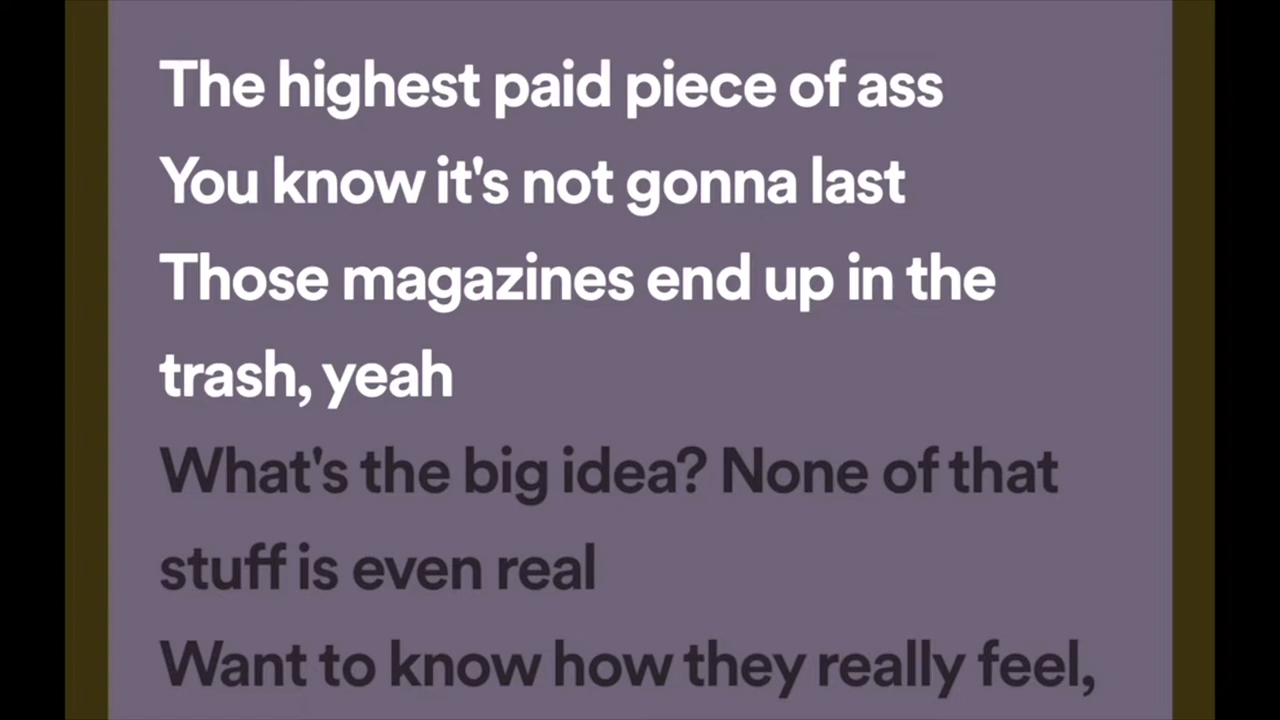 The highest paid piece of ass
You know it's not gonna last
Those magazines end up in the
trash, yeah
What's the big idea? None of that
stuff is even real
Want to know how they really feel,